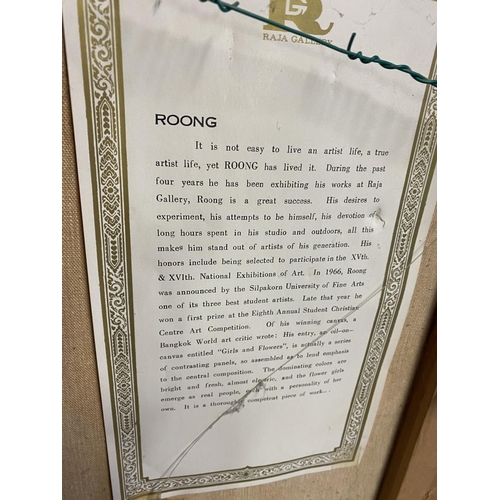 RAJA GALLERY
ROONG
It is not easy to live an artist life, a true
artist life, yet ROONG has lived it. During the past
four years he has been exhibiting his works at Raja
Gallery, Roong is a great success. His desires to
experiment, his attempts to be himself, his devotion of
long hours spent in his studio and outdoors, all this
makes him stand out of artists of his generation. His
honors include being selected to participate in the XVth.
& XVIth. National Exhibitions of Art. In 1966, Roong
was announced by the Silpakorn University of Fine Arts
one of its three best student artists. Late that year he
won a first prize at the Eighth Annual Student Christian
Centre Art Competition. Of his winning canvas, a
Bangkok World art critic wrote: His entry, an oil-on-
canvas entitled "Girls and Flowers", is actually a series
of contrasting panels, so assembled as to lend emphasis
to the central composition. The dominating colors are
bright and fresh, almost electric, and the flower girls
emerge as real people, each with a personality of her
own. It is a thoroughly competent piece of work...